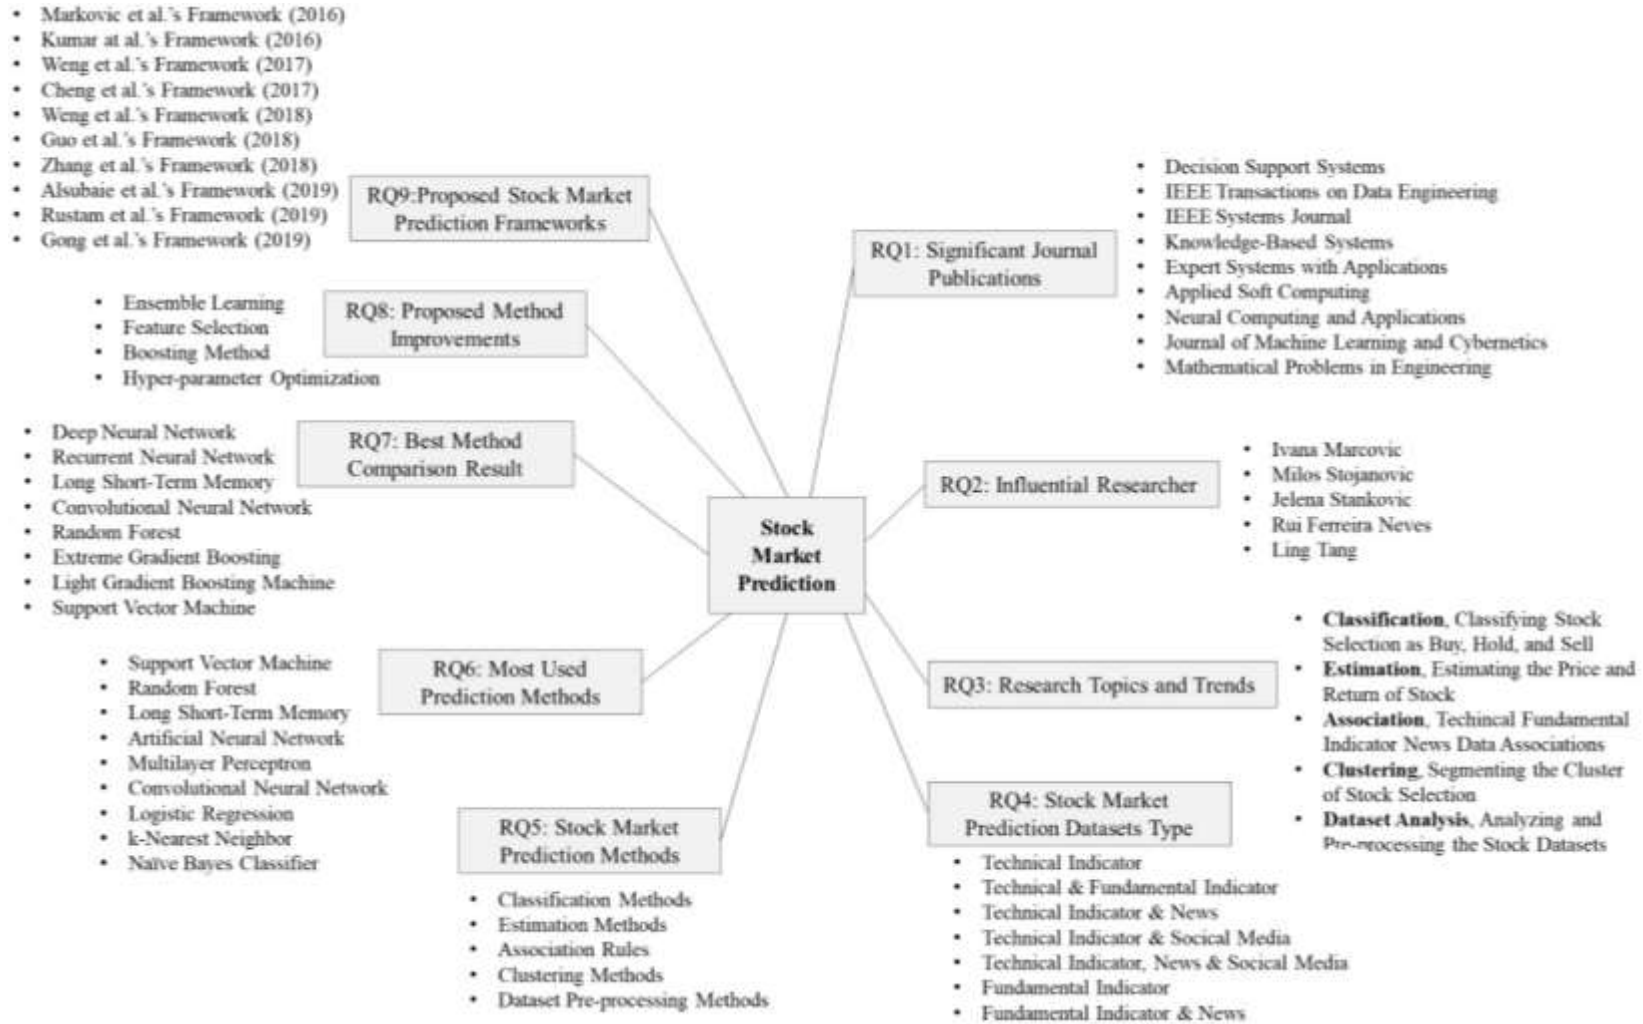 • Markovic et al.'s Framework (2016)
• Kumar at al.'s Framework (2016)
• Weng et al.'s Framework (2017)
• Cheng et al.'s Framework (2017)
• Weng et al.'s Framework (2018)
• Guo et al.'s Framework (2018)
• Zhang et al.'s Framework (2018)
• Alsubaie et al.'s Framework (2019)
• Rustam et al.'s Framework (2019)
• Gong et al.'s Framework (2019)
RQ9:Proposed Stock Market
Prediction Frameworks
RQ1: Significant Journal
Publications
• Decision Support Systems
• IEEE Transactions on Data Engineering
• IEEE Systems Journal
• Knowledge-Based Systems
• Expert Systems with Applications
• Applied Soft Computing
• Neural Computing and Applications
• Journal of Machine Learning and Cybernetics
• Mathematical Problems in Engineering
• Ensemble Learning
• Feature Selection
• Boosting Method
• Hyper-parameter Optimization
RQ8: Proposed Method
Improvements
• Deep Neural Network
• Recurrent Neural Network
• Long Short-Term Memory
• Convolutional Neural Network
• Random Forest
• Extreme Gradient Boosting
• Light Gradient Boosting Machine
• Support Vector Machine
RQ7: Best Method
Comparison Result
Stock
Market
Prediction
RQ2: Influential Researcher
• Ivana Marcovic
• Milos Stojanovic
• Jelena Stankovic
• Rui Ferreira Neves
• Ling Tang
RQ3: Research Topics and Trends
• Classification, Classifying Stock
Selection as Buy, Hold, and Sell
• Estimation, Estimating the Price and
Return of Stock
• Association, Techincal Fundamental
Indicator News Data Associations
• Clustering, Segmenting the Cluster
of Stock Selection
• Dataset Analysis, Analyzing and
Pre-processing the Stock Datasets
• Support Vector Machine
• Random Forest
• Long Short-Term Memory
• Artificial Neural Network
• Multilayer Perceptron
• Convolutional Neural Network
• Logistic Regression
• k-Nearest Neighbor
• Naïve Bayes Classifier
RQ6: Most Used
Prediction Methods
RQ5: Stock Market
Prediction Methods
• Classification Methods
• Estimation Methods
• Association Rules
• Clustering Methods
• Dataset Pre-processing Methods
RQ4: Stock Market
Prediction Datasets Type
• Technical Indicator
• Technical & Fundamental Indicator
• Technical Indicator & News
• Technical Indicator & Socical Media
• Technical Indicator, News & Socical Media
• Fundamental Indicator
• Fundamental Indicator & News